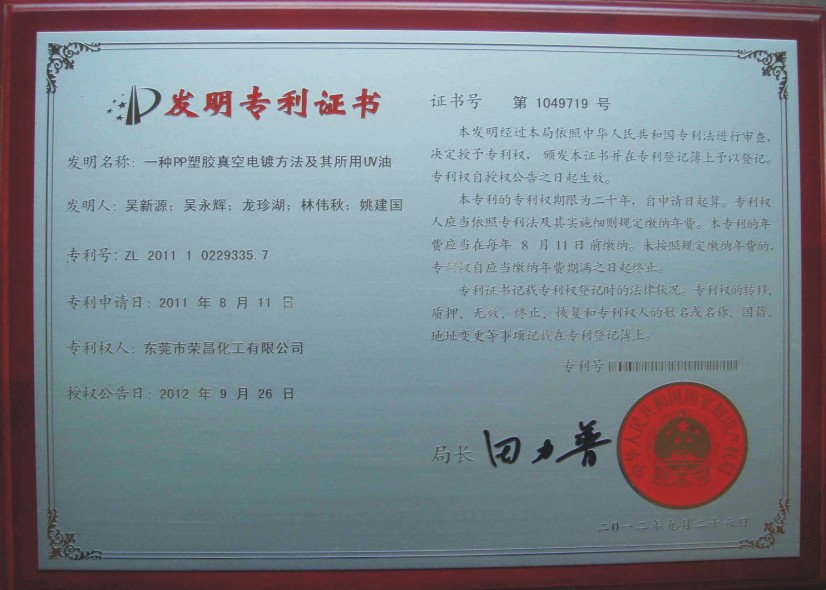 发明专利证书
发明名称：一种PP塑胶真空电镀方法及其所用UV油
发明人：吴新源；吴永辉；龙珍湖；林伟秋；姚建国
专利号：ZL 2011 1 0229335.7
专利申请日：2011 年 8 月 11 日
专利权人：东莞市荣昌化工有限公司
授权公告日：2012 年 9 月 26 日
证书号 第 1049719 号
本发明经过本局依照中华人民共和国专利法进行审查，
决定授予专利权，颁发本证书并在专利登记簿上予以登记。
专利权自授权公告之日起生效。
本专利的专利权期限为二十年，自申请日起算。专利权
人应当依照专利法及其实施细则规定缴纳年费。本专利的年
费应当在每年 8 月 11 日前缴纳。未按照规定缴纳年费的，
专利权自应当缴纳年费期满之日起终止。
专利证书记载专利权登记时的法律状况。专利权的转移、
质押、无效、终止、恢复和专利权人的姓名或名称、国籍、
地址变更等事项记载在专利登记簿上。
专利号
局长 田力普
中华人民共和国国家知识产权局
二〇一二年九月二十六日